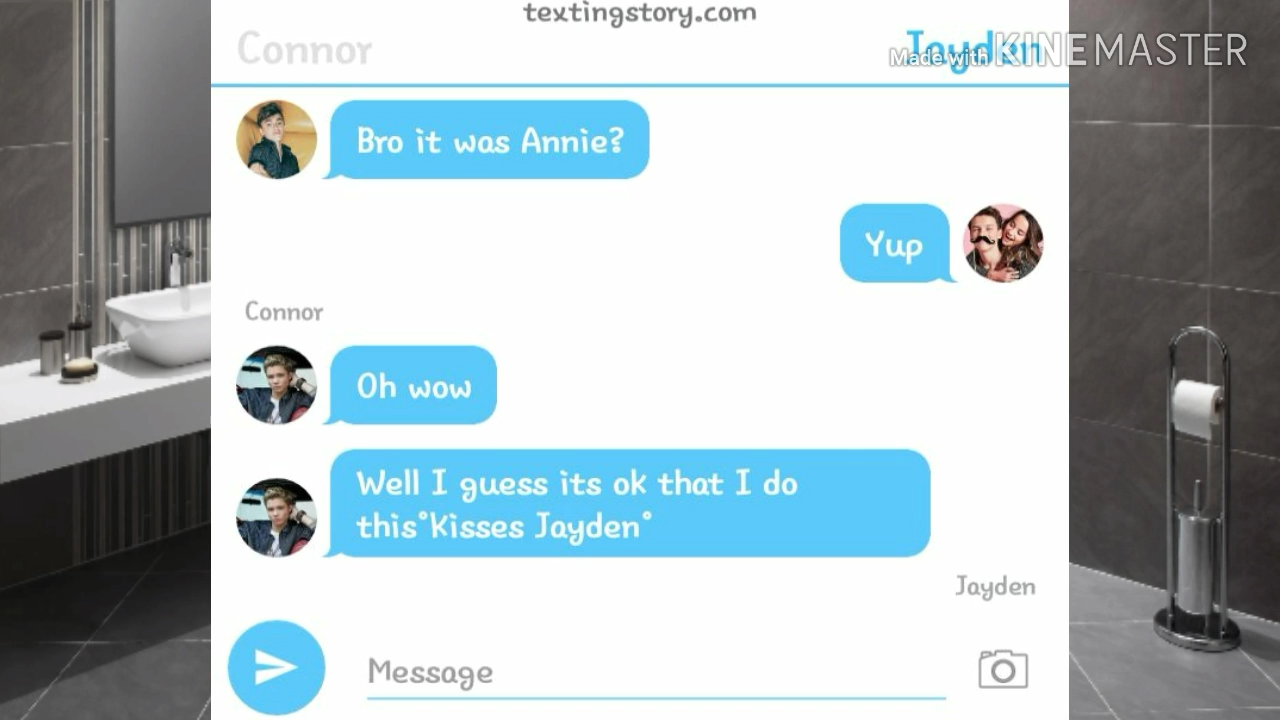 textingstory.com
Connor
Jayden
Made with KINEMASTER
Bro it was Annie?
Yup
Connor
Oh wow
Well I guess its ok that I do
this°Kisses Jayden°
Jayden
Message